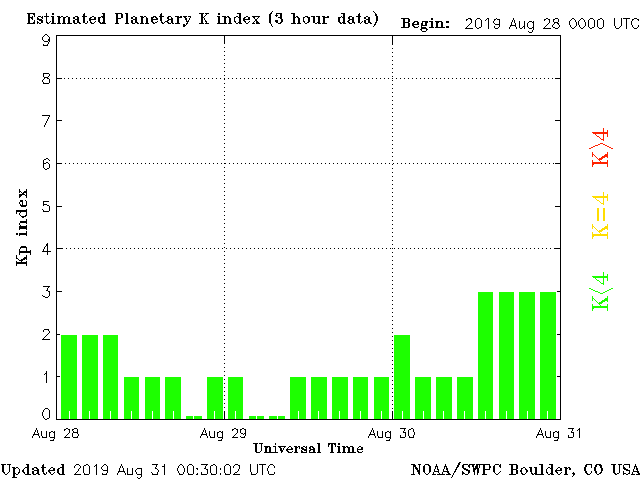 Estimated Planetary K index (3 hour data) Begin: 2019 Aug 28 0000 UTC
9
8
7
6
5
4
3
2
1
0
Kp index
K>4
K=4
K<4
Aug 28 Aug 29 Aug 30 Aug 31
Universal Time
Updated 2019 Aug 31 00:30:02 UTC NOAA/SWPC Boulder, CO USA